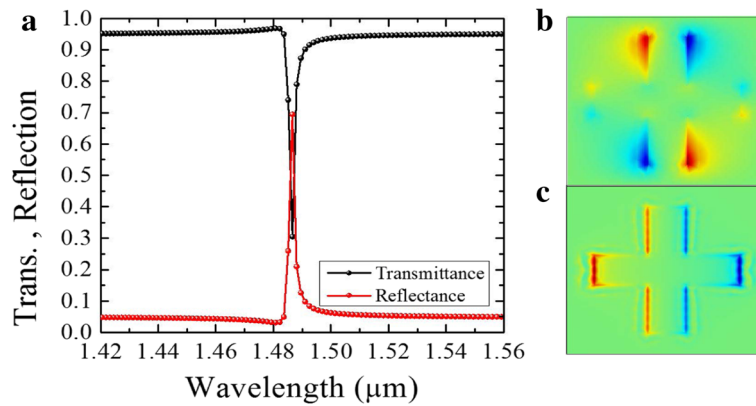 a
1.0
0.9
0.8
0.7
0.6
0.5
0.4
0.3
0.2
0.1
0.0
Trans. , Reflection
Transmittance
Reflectance
1.42 1.44 1.46 1.48 1.50 1.52 1.54 1.56
Wavelength (μm)
b
c